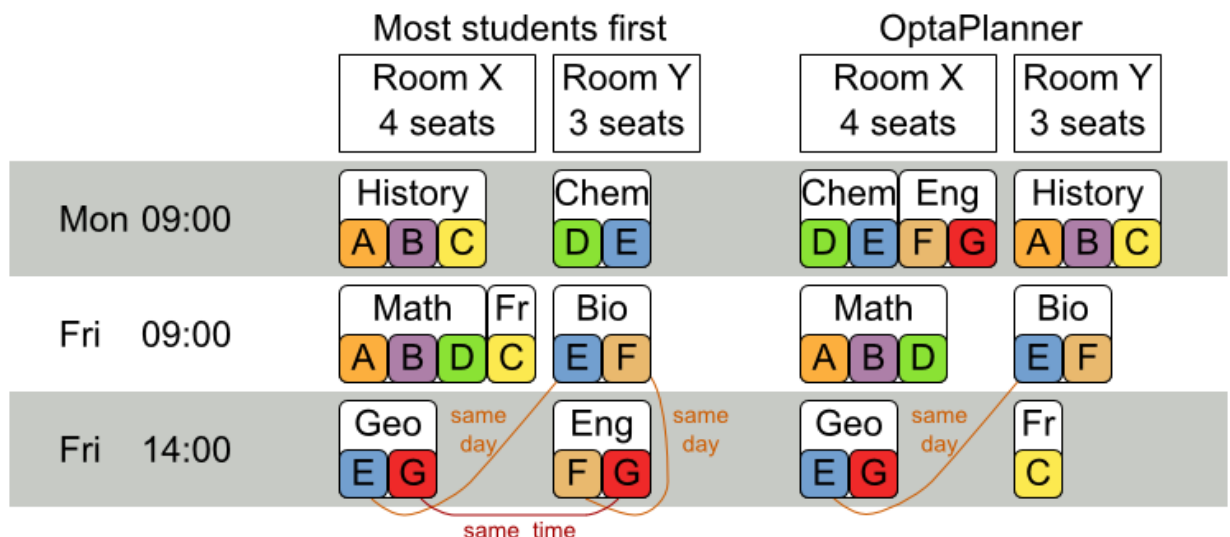 Most students first OptaPlanner
Room X Room Y Room X Room Y
4 seats 3 seats 4 seats 3 seats
History Chem Chem Eng History
Mon 09:00 A B C D E D E F G A B C
Math Fr Bio Math Bio
Fri 09:00 A B D C E F A B D E F
Geo same day Eng same day Geo same day Fr
Fri 14:00 E G F G E G C
same time